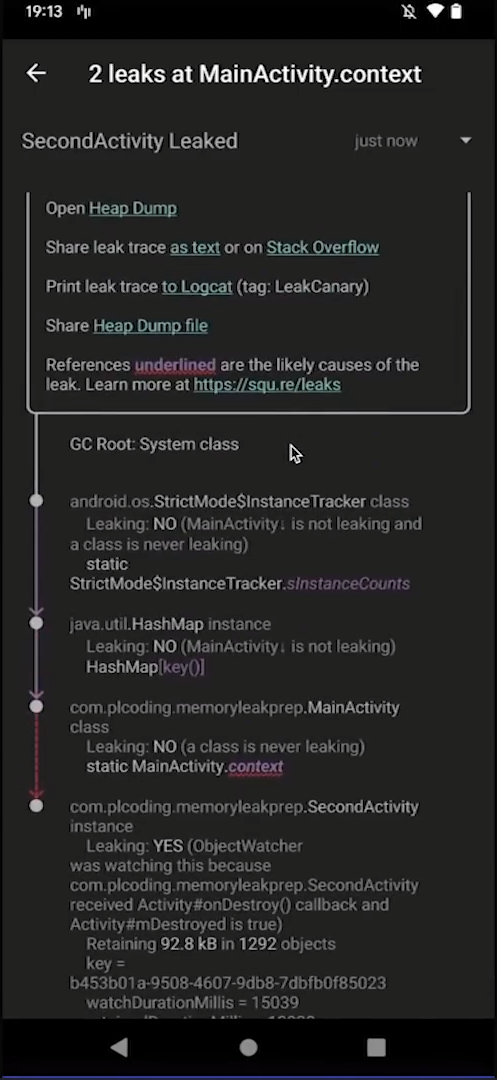 19:13
2 leaks at MainActivity.context
SecondActivity Leaked just now
Open Heap Dump
Share leak trace as text or on Stack Overflow
Print leak trace to Logcat (tag: LeakCanary)
Share Heap Dump file
References underlined are the likely causes of the
leak. Learn more at https://squ.re/leaks
GC Root: System class
android.os.StrictMode$InstanceTracker class
Leaking: NO (MainActivity↓ is not leaking and
a class is never leaking)
static
StrictMode$InstanceTracker.sInstanceCounts
java.util.HashMap instance
Leaking: NO (MainActivity↓ is not leaking)
HashMap[key()]
com.plcoding.memoryleakprep.MainActivity
class
Leaking: NO (a class is never leaking)
static MainActivity.context
com.plcoding.memoryleakprep.SecondActivity
instance
Leaking: YES (ObjectWatcher
was watching this because
com.plcoding.memoryleakprep.SecondActivity
received Activity#onDestroy() callback and
Activity#mDestroyed is true)
Retaining 92.8 kB in 1292 objects
key =
b453b01a-9508-4607-9db8-7dbfb0f85023
watchDurationMillis = 15039